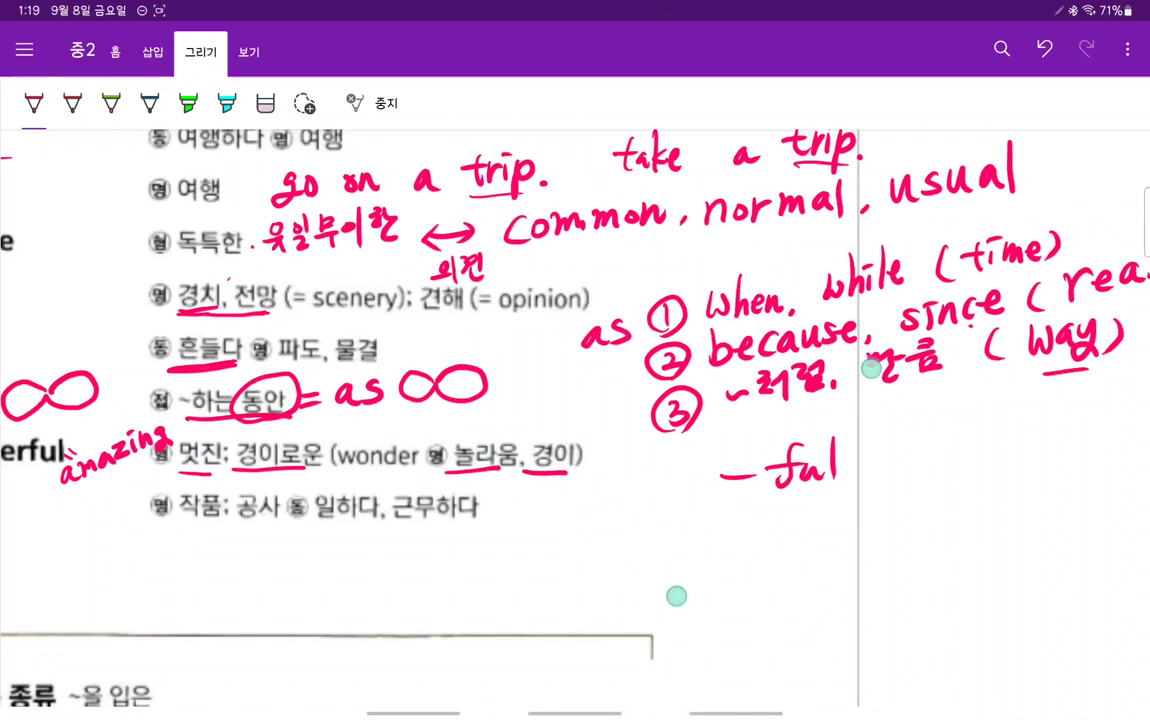 1:19 9월 8일 금요일 71%
중2 홈 삽입 그리기 보기
중지
동 여행하다 명 여행
take a trip.
명 여행 go on a trip.
e 형 독특한. 유일무이한 ↔ common, normal, usual
명 경치, 전망 (= scenery); 견해 (= opinion)
as ① when, while (time)
② because, since ( rea
동 흔들다 명 파도, 물결
③ ~처럼. 만큼 ( way)
∞ 접 ~하는 동안 = as ∞
erful amazing 멋진; 경이로운 (wonder 명 놀라움, 경이)
-ful
명 작품; 공사 동 일하다, 근무하다
종류 ~을 입은